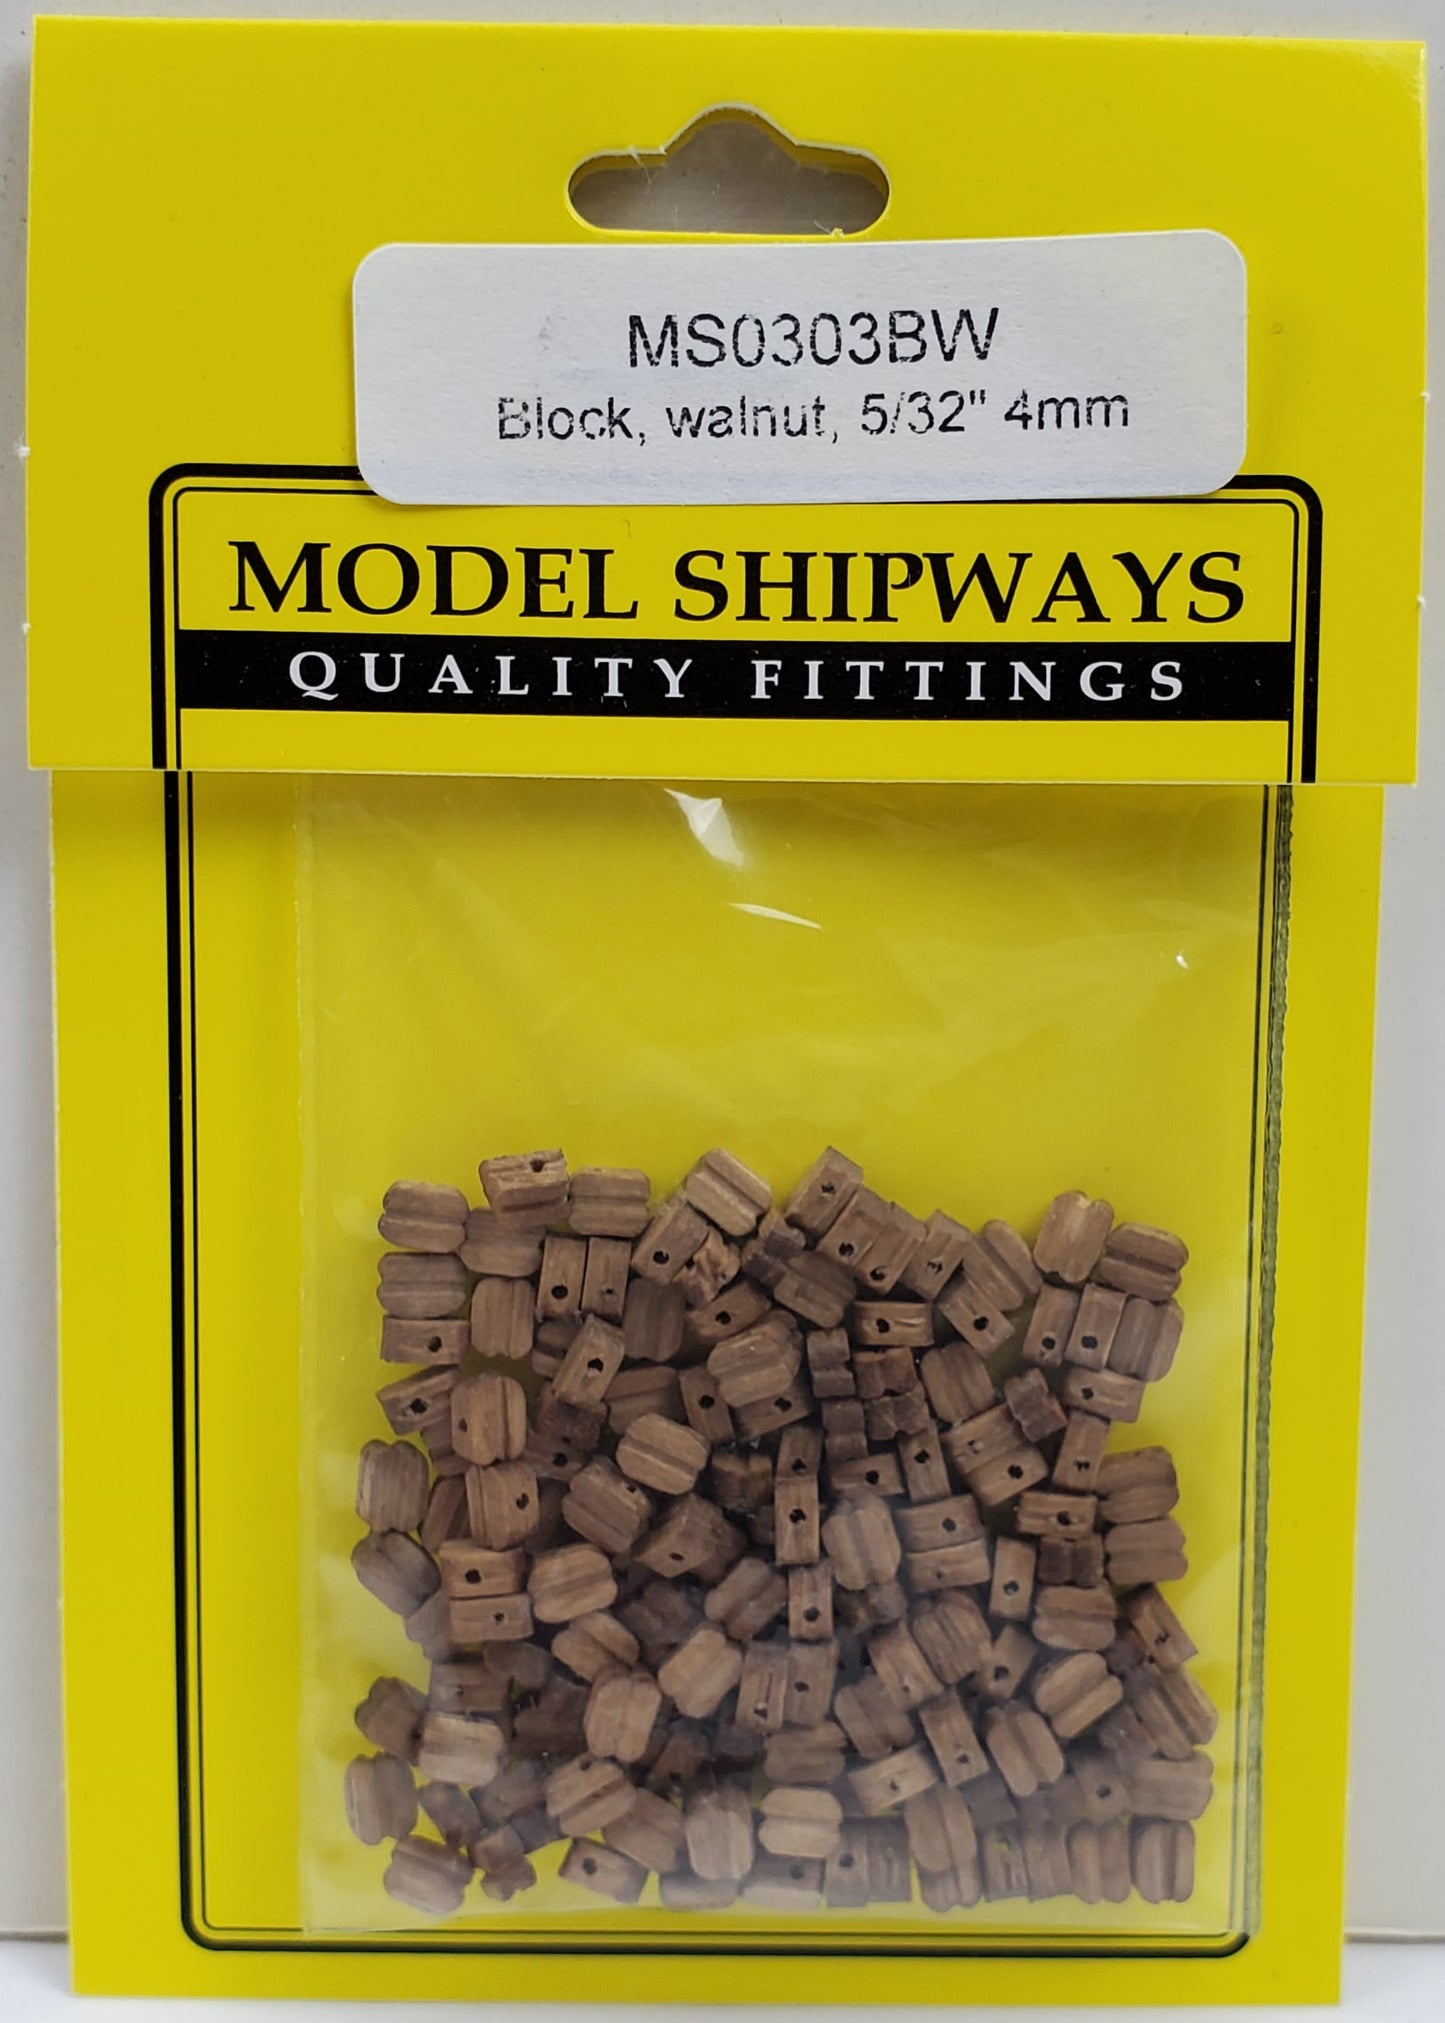 MS0303BW
Block, walnut, 5/32" 4mm
MODEL SHIPWAYS
QUALITY FITTINGS